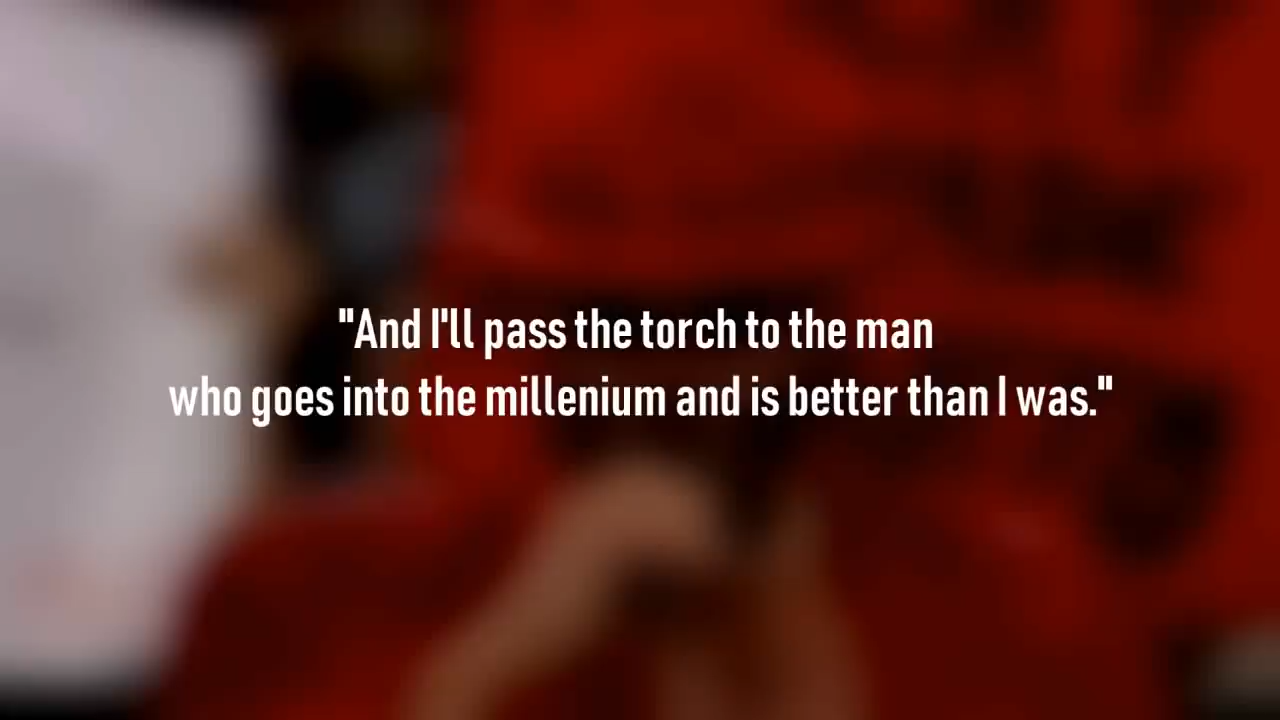 "And I'll pass the torch to the man
who goes into the millenium and is better than I was."